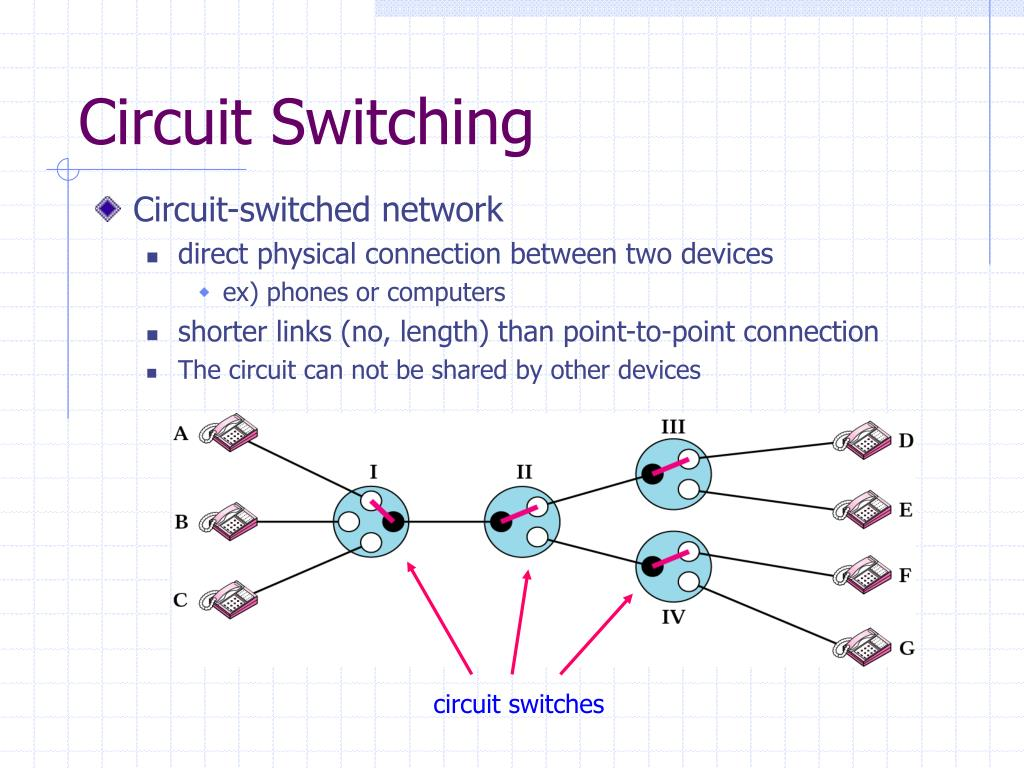 Circuit Switching
Circuit-switched network
direct physical connection between two devices
ex) phones or computers
shorter links (no, length) than point-to-point connection
The circuit can not be shared by other devices
A
B
C
I
II
III
IV
D
E
F
G
circuit switches